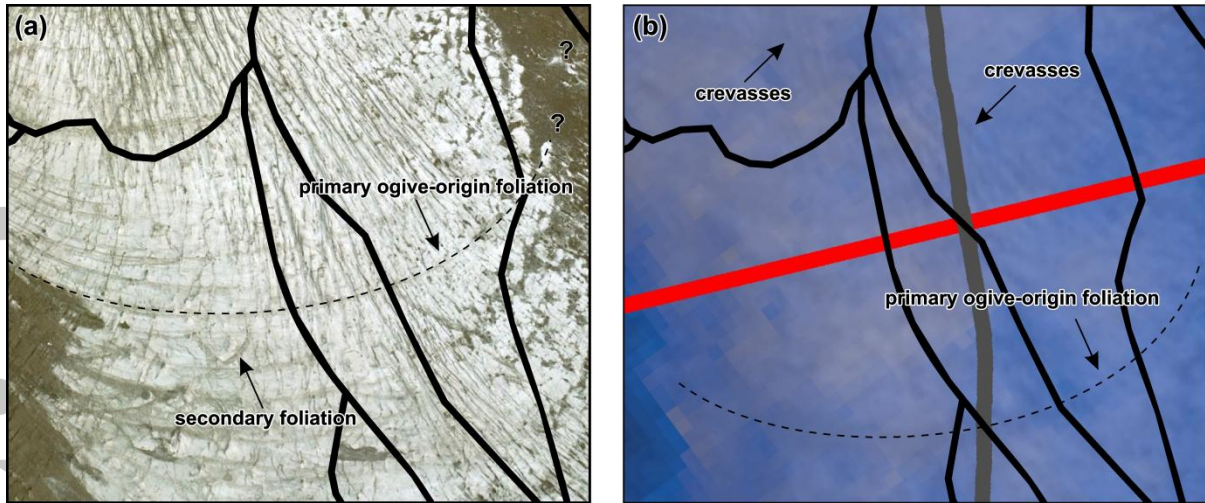 (a)
?
?
primary ogive-origin foliation
secondary foliation
(b)
crevasses
crevasses
primary ogive-origin foliation